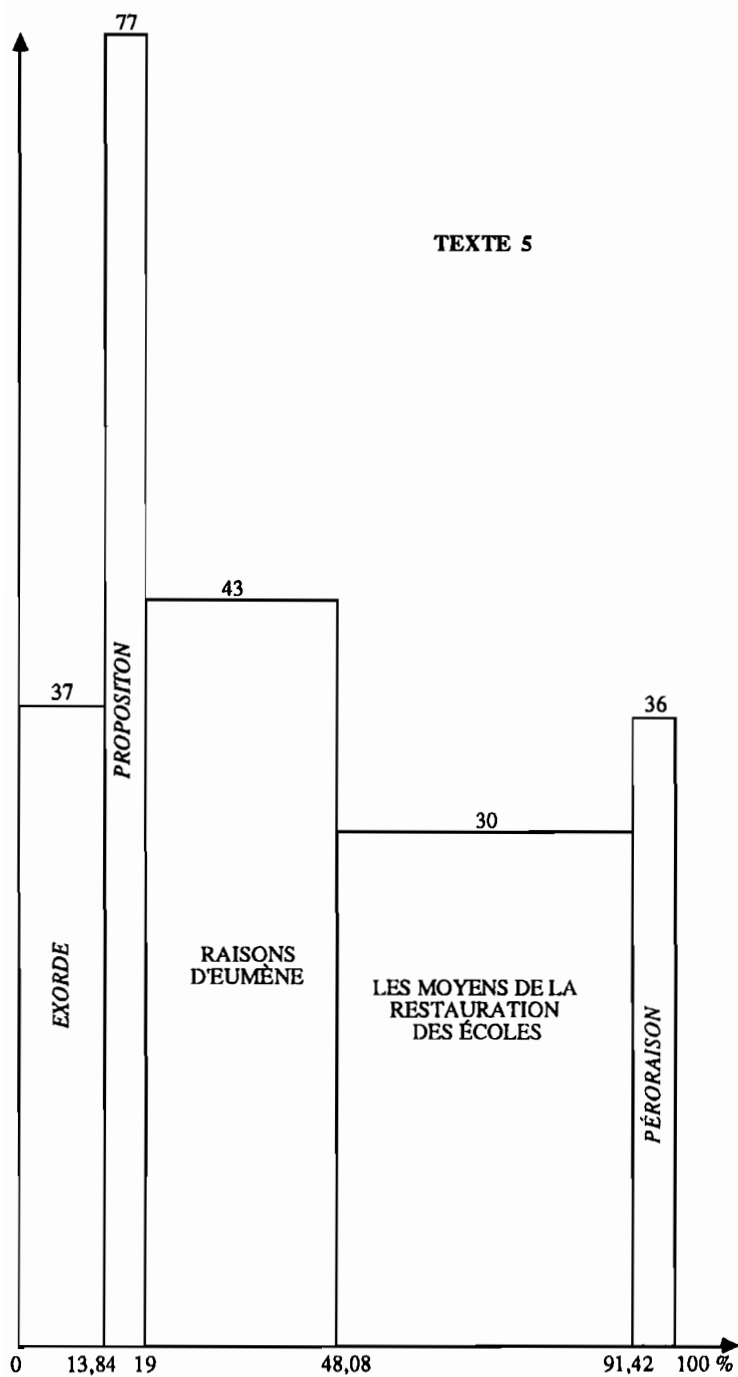 77
TEXTE 5
43
37
PROPOSITON
36
30
EXORDE
RAISONS
D'EUMÈNE
LES MOYENS DE LA
RESTAURATION
DES ÉCOLES
PÉRORAISON
0 13,84 19 48,08 91,42 100 %